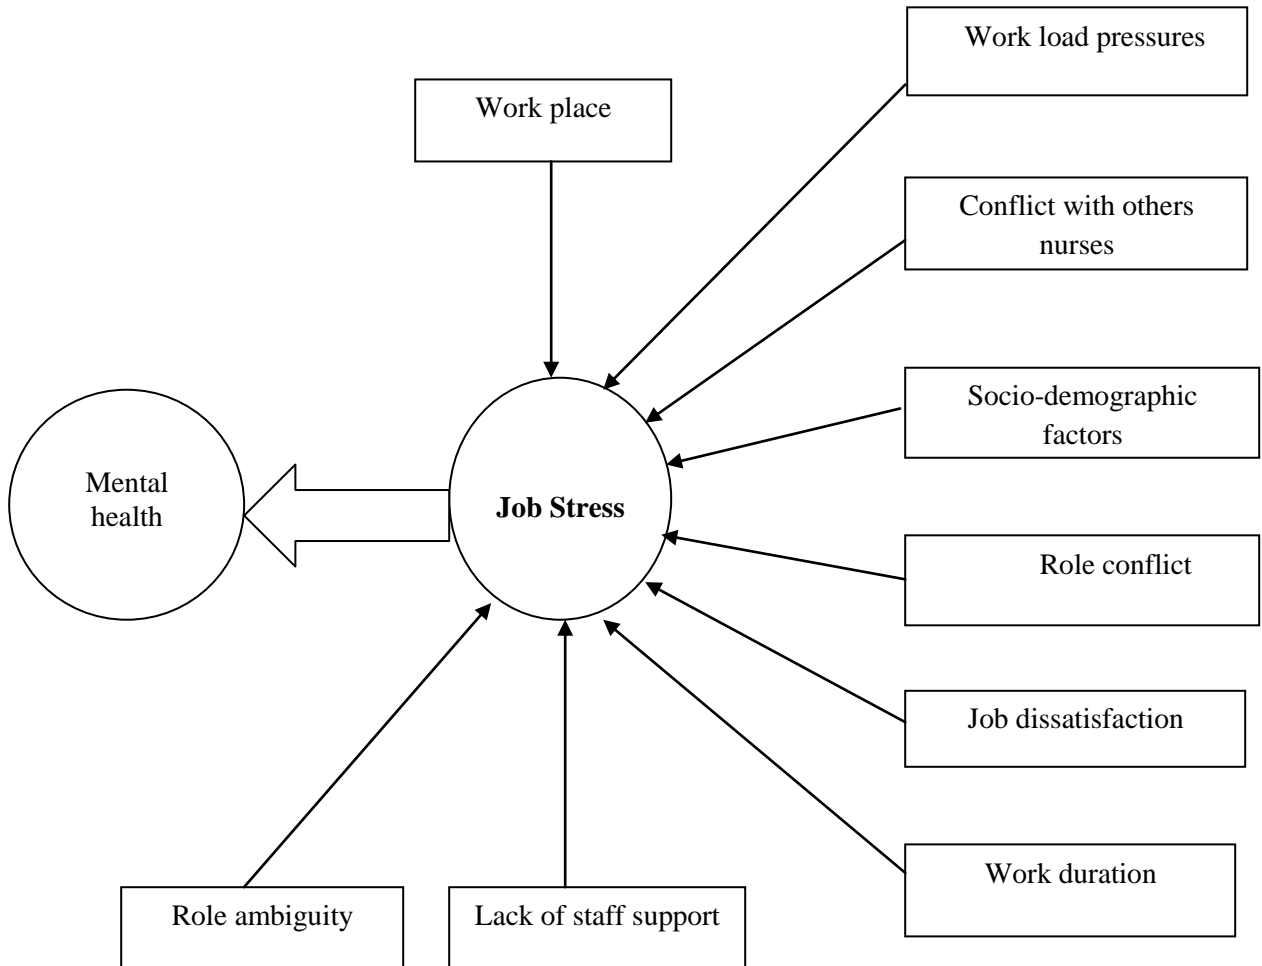 Work load pressures
Work place
Conflict with others
nurses
Socio-demographic
factors
Mental
health
Job Stress
Role conflict
Job dissatisfaction
Work duration
Role ambiguity
Lack of staff support